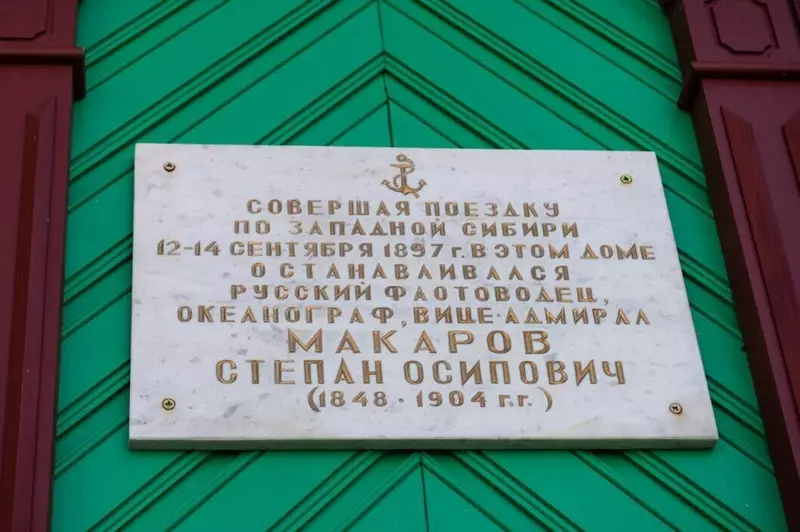 СОВЕРШАЯ ПОЕЗДКУ
ПО ЗАПАДНОЙ СИБИРИ
12-14 СЕНТЯБРЯ 1897 г. В ЭТОМ ДОМЕ
ОСТАНАВЛИВАЛСЯ
РУССКИЙ ФЛОТОВОДЕЦ,
ОКЕАНОГРАФ, ВИЦЕ-АДМИРАЛ
МАКАРОВ
СТЕПАН ОСИПОВИЧ
(1848 - 1904 г.г.)